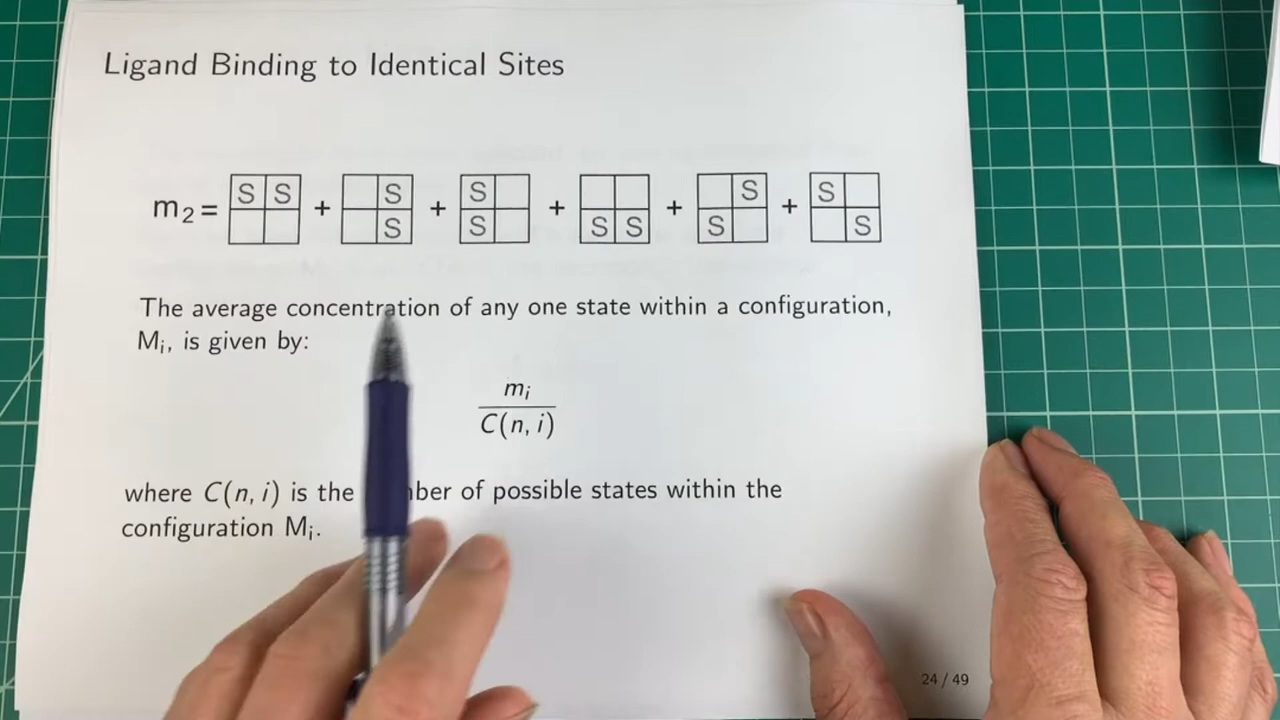 Ligand Binding to Identical Sites
m2 = S S + S S + S S + S S + S S + S S
The average concentration of any one state within a configuration,
Mi, is given by:
mi
C(n, i)
where C(n, i) is the ber of possible states within the
configuration Mi.
24 / 49